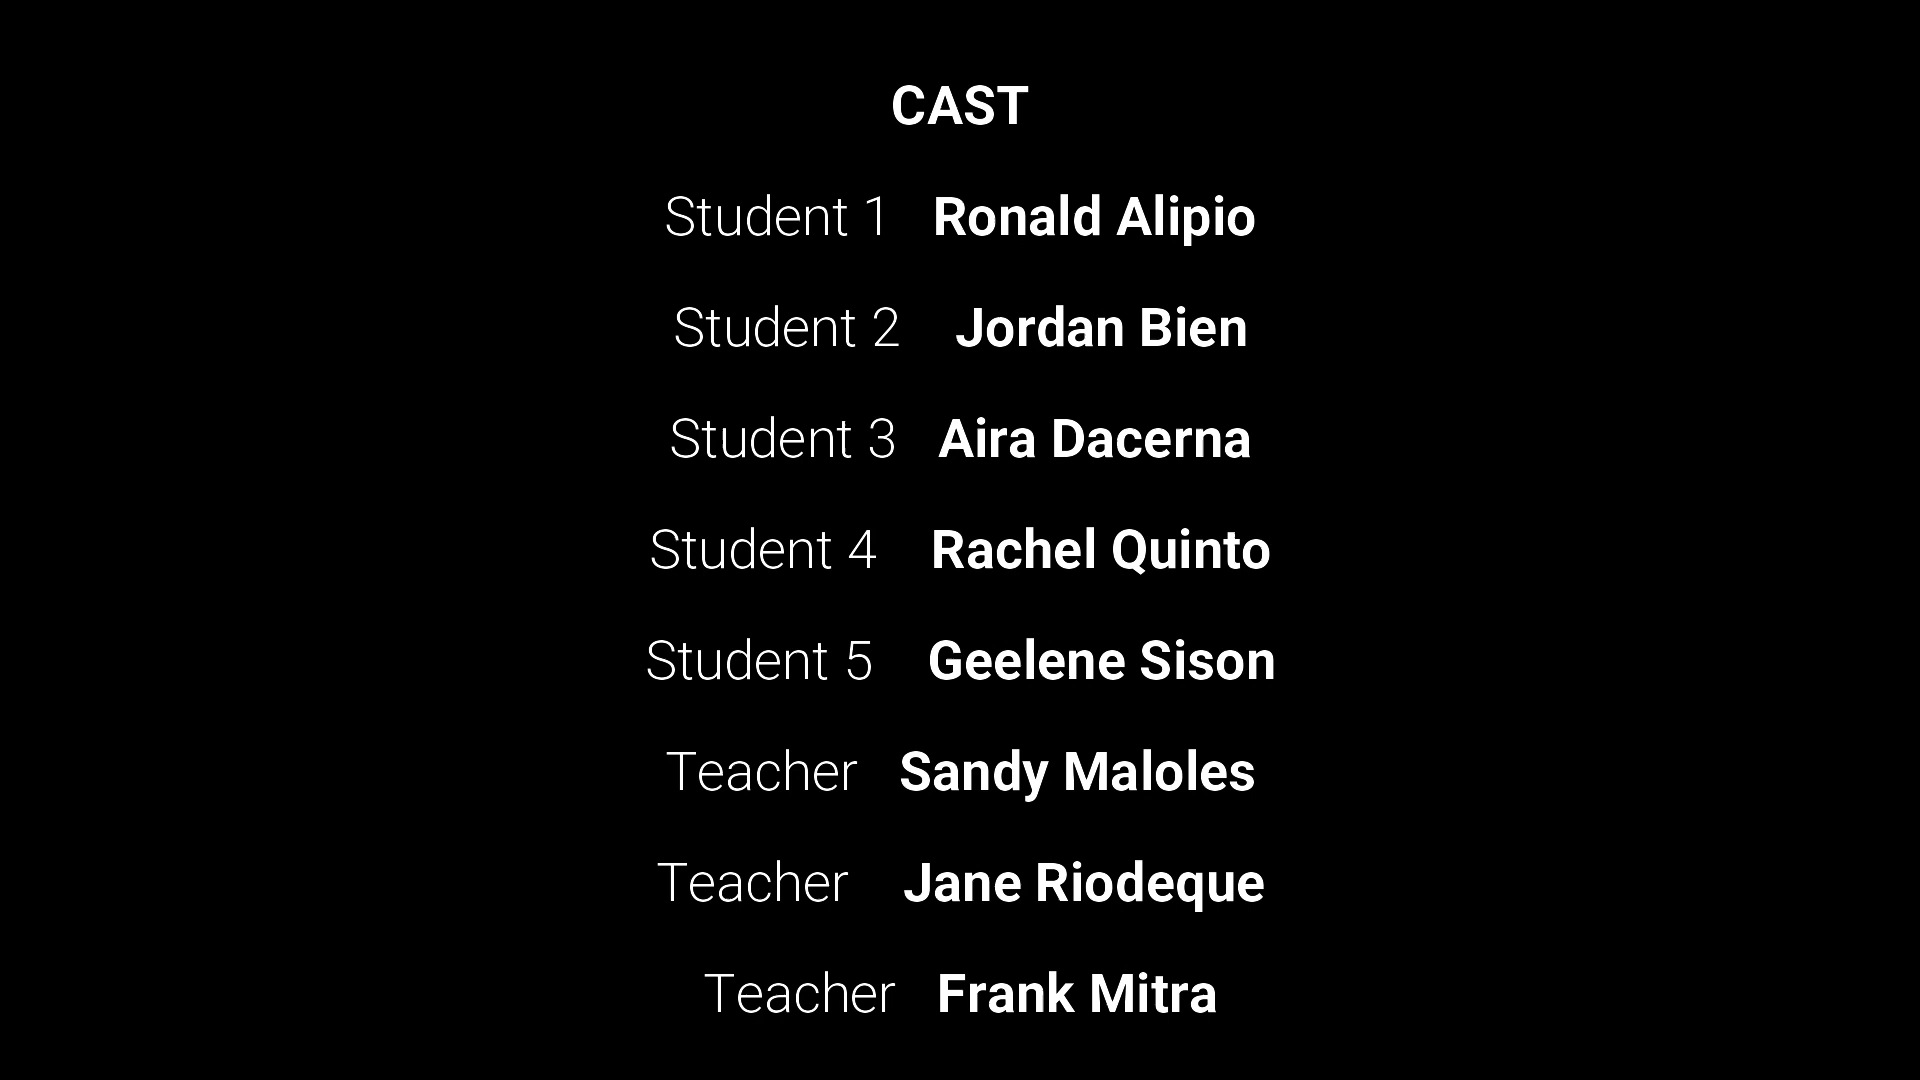 CAST
Student 1 Ronald Alipio
Student 2 Jordan Bien
Student 3 Aira Dacerna
Student 4 Rachel Quinto
Student 5 Geelene Sison
Teacher Sandy Maloles
Teacher Jane Riodeque
Teacher Frank Mitra